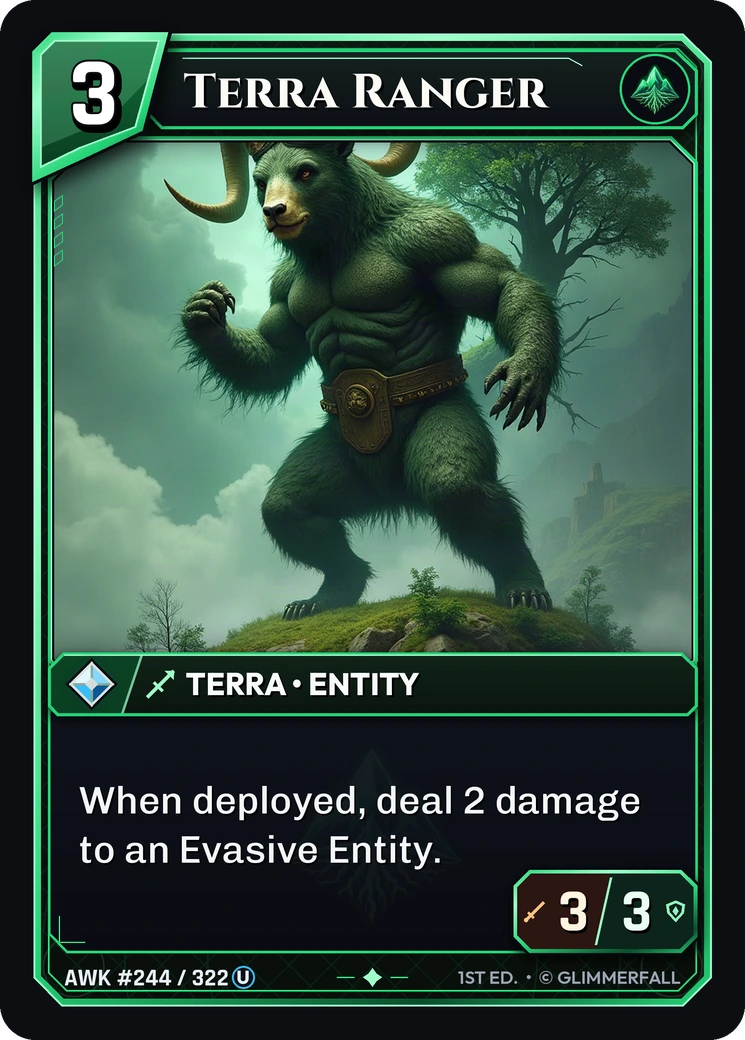 3
TERRA RANGER
TERRA • ENTITY
When deployed, deal 2 damage
to an Evasive Entity.
3 / 3
AWK #244 / 322 U
1ST ED. • © GLIMMERFALL